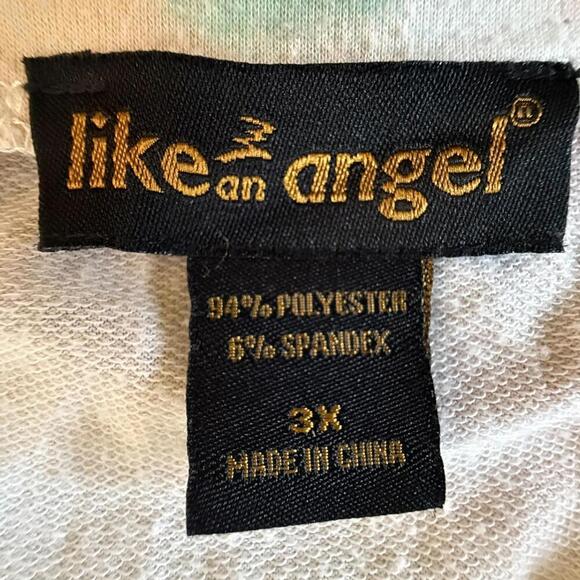 like an angel®
94% POLYESTER
6% SPANDEX
3X
MADE IN CHINA